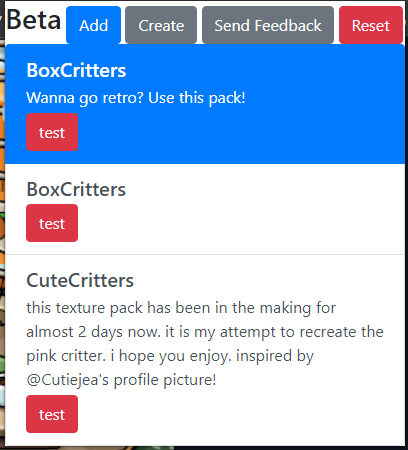 Beta Add Create Send Feedback Reset
BoxCritters
Wanna go retro? Use this pack!
test
BoxCritters
test
CuteCritters
this texture pack has been in the making for
almost 2 days now. it is my attempt to recreate the
pink critter. i hope you enjoy. inspired by
@Cutiejea's profile picture!
test